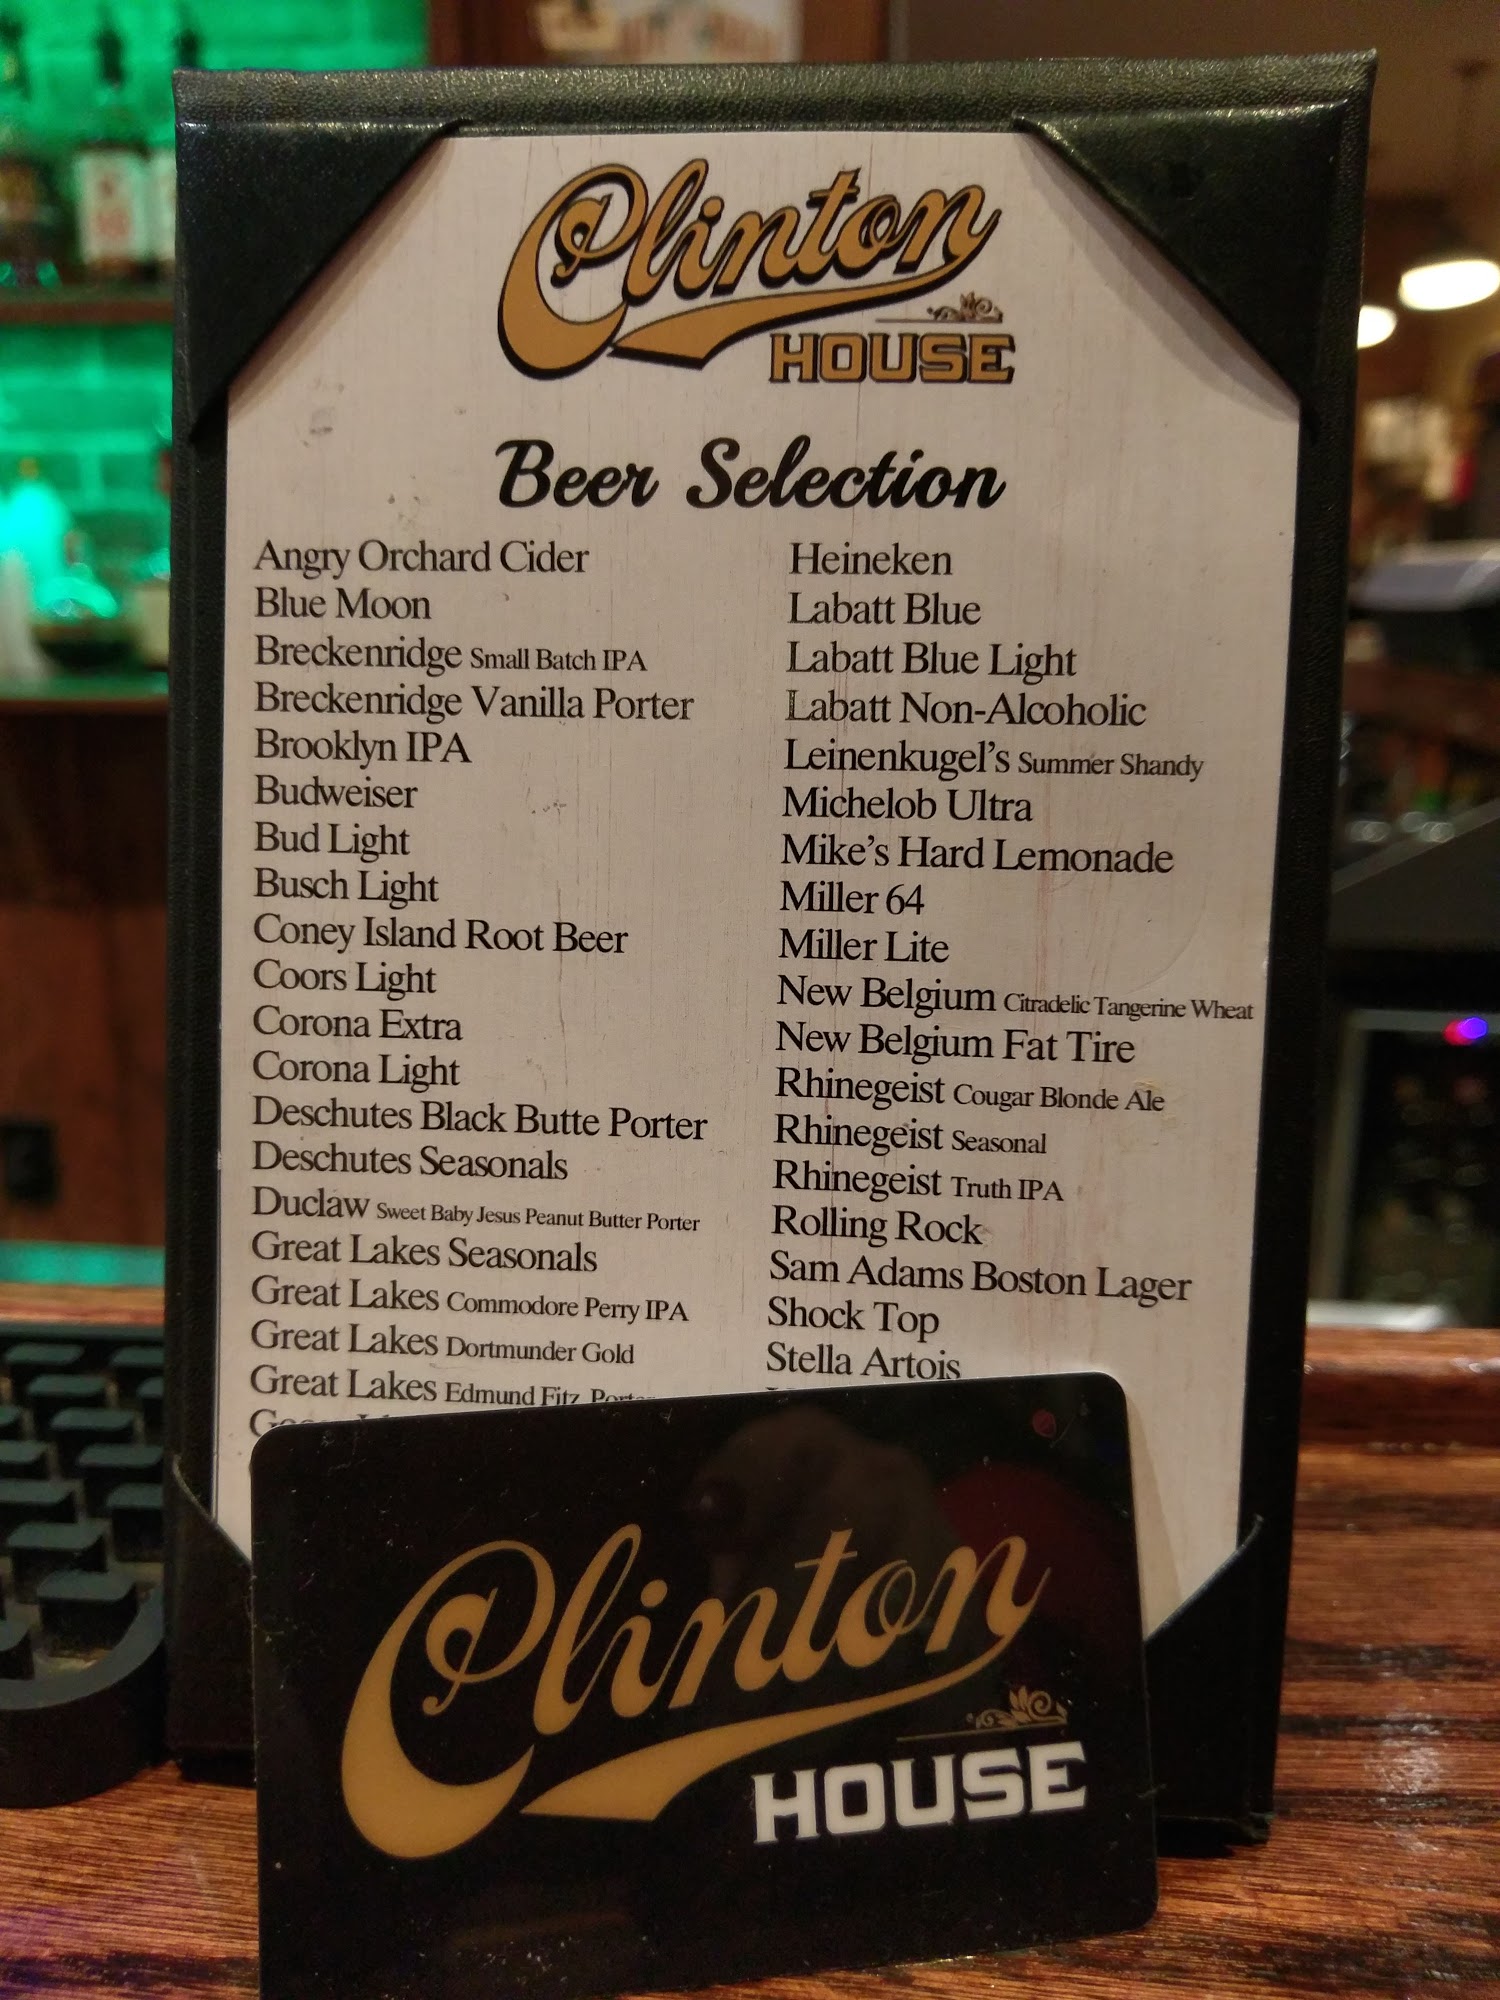 Clinton
HOUSE
Beer Selection
Angry Orchard Cider
Blue Moon
Breckenridge Small Batch IPA
Breckenridge Vanilla Porter
Brooklyn IPA
Budweiser
Bud Light
Busch Light
Coney Island Root Beer
Coors Light
Corona Extra
Corona Light
Deschutes Black Butte Porter
Deschutes Seasonals
Duclaw Sweet Baby Jesus Peanut Butter Porter
Great Lakes Seasonals
Great Lakes Commodore Perry IPA
Great Lakes Dortmunder Gold
Great Lakes Edmund Fitz Porter
Heineken
Labatt Blue
Labatt Blue Light
Labatt Non-Alcoholic
Leinenkugel's Summer Shandy
Michelob Ultra
Mike's Hard Lemonade
Miller 64
Miller Lite
New Belgium Citradelic Tangerine Wheat
New Belgium Fat Tire
Rhinegeist Cougar Blonde Ale
Rhinegeist Seasonal
Rhinegeist Truth IPA
Rolling Rock
Sam Adams Boston Lager
Shock Top
Stella Artois
Clinton
HOUSE